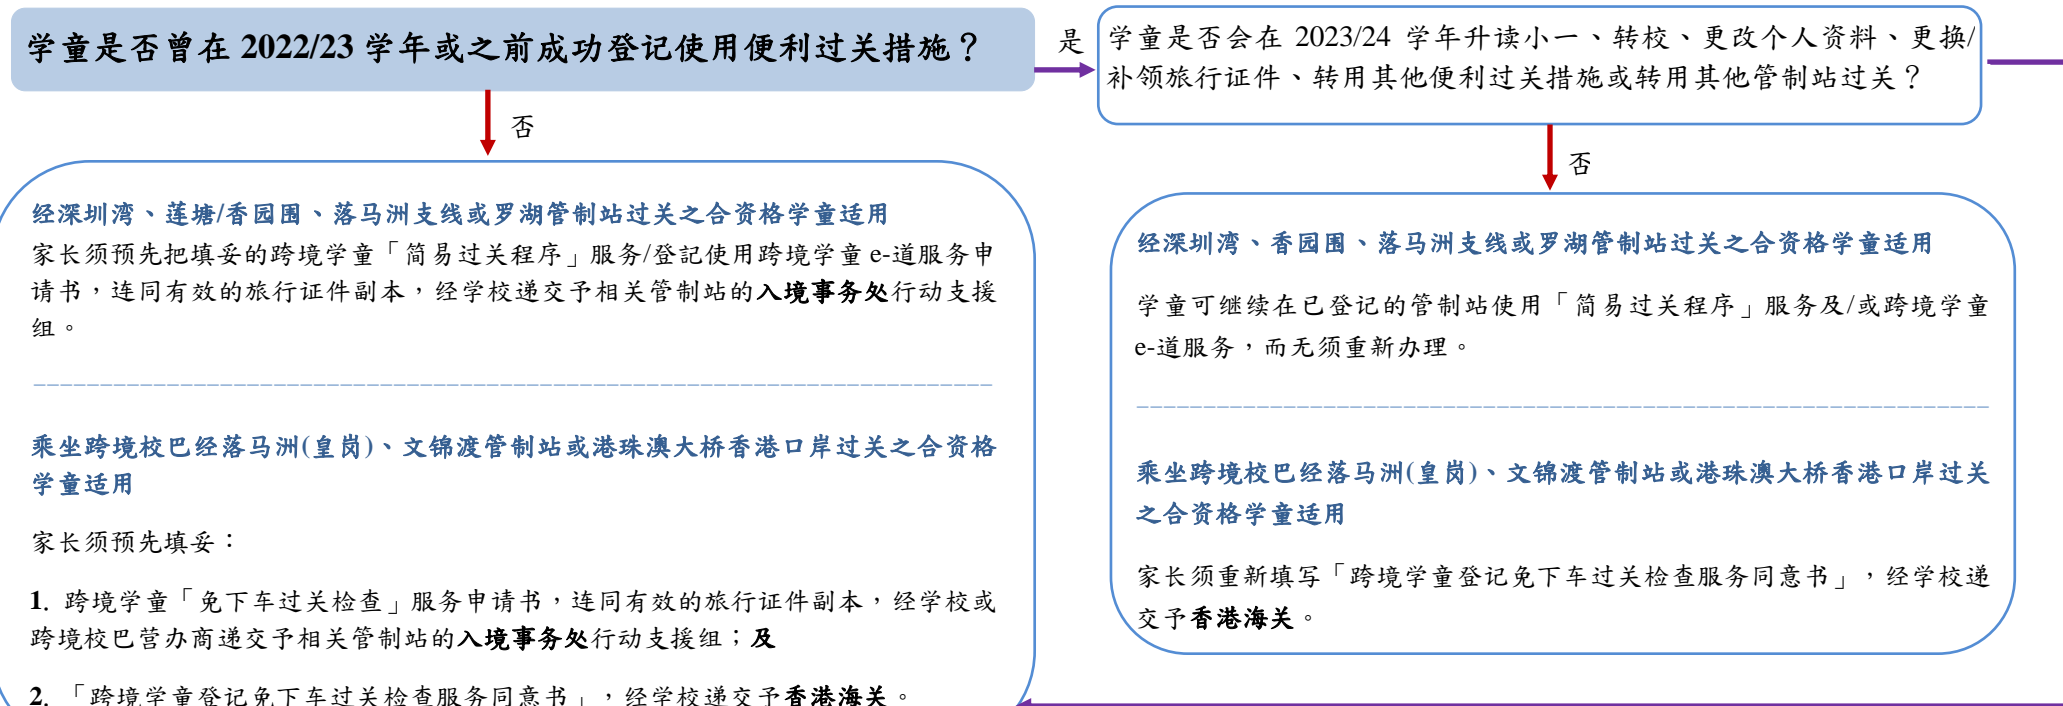 学童是否曾在 2022/23 学年或之前成功登记使用便利过关措施？
是
学童是否会在 2023/24 学年升读小一、转校、更改个人资料、更换/
补领旅行证件、转用其他便利过关措施或转用其他管制站过关？
否
经深圳湾、莲塘/香园围、落马洲支线或罗湖管制站过关之合资格学童适用
家长须预先把填妥的跨境学童「简易过关程序」服务/登記使用跨境学童 e-道服务申
请书，连同有效的旅行证件副本，经学校递交予相关管制站的入境事务处行动支援
组。
乘坐跨境校巴经落马洲(皇岗)、文锦渡管制站或港珠澳大桥香港口岸过关之合资格
学童适用
家长须预先填妥：
1. 跨境学童「免下车过关检查」服务申请书，连同有效的旅行证件副本，经学校或
跨境校巴营办商递交予相关管制站的入境事务处行动支援组；及
2. 「跨境学童登记免下车过关检查服务同意书」，经学校递交予香港海关。
否
经深圳湾、香园围、落马洲支线或罗湖管制站过关之合资格学童适用
学童可继续在已登记的管制站使用「简易过关程序」服务及/或跨境学童
e-道服务，而无须重新办理。
乘坐跨境校巴经落马洲(皇岗)、文锦渡管制站或港珠澳大桥香港口岸过关
之合资格学童适用
家长须重新填写「跨境学童登记免下车过关检查服务同意书」，经学校递
交予香港海关。